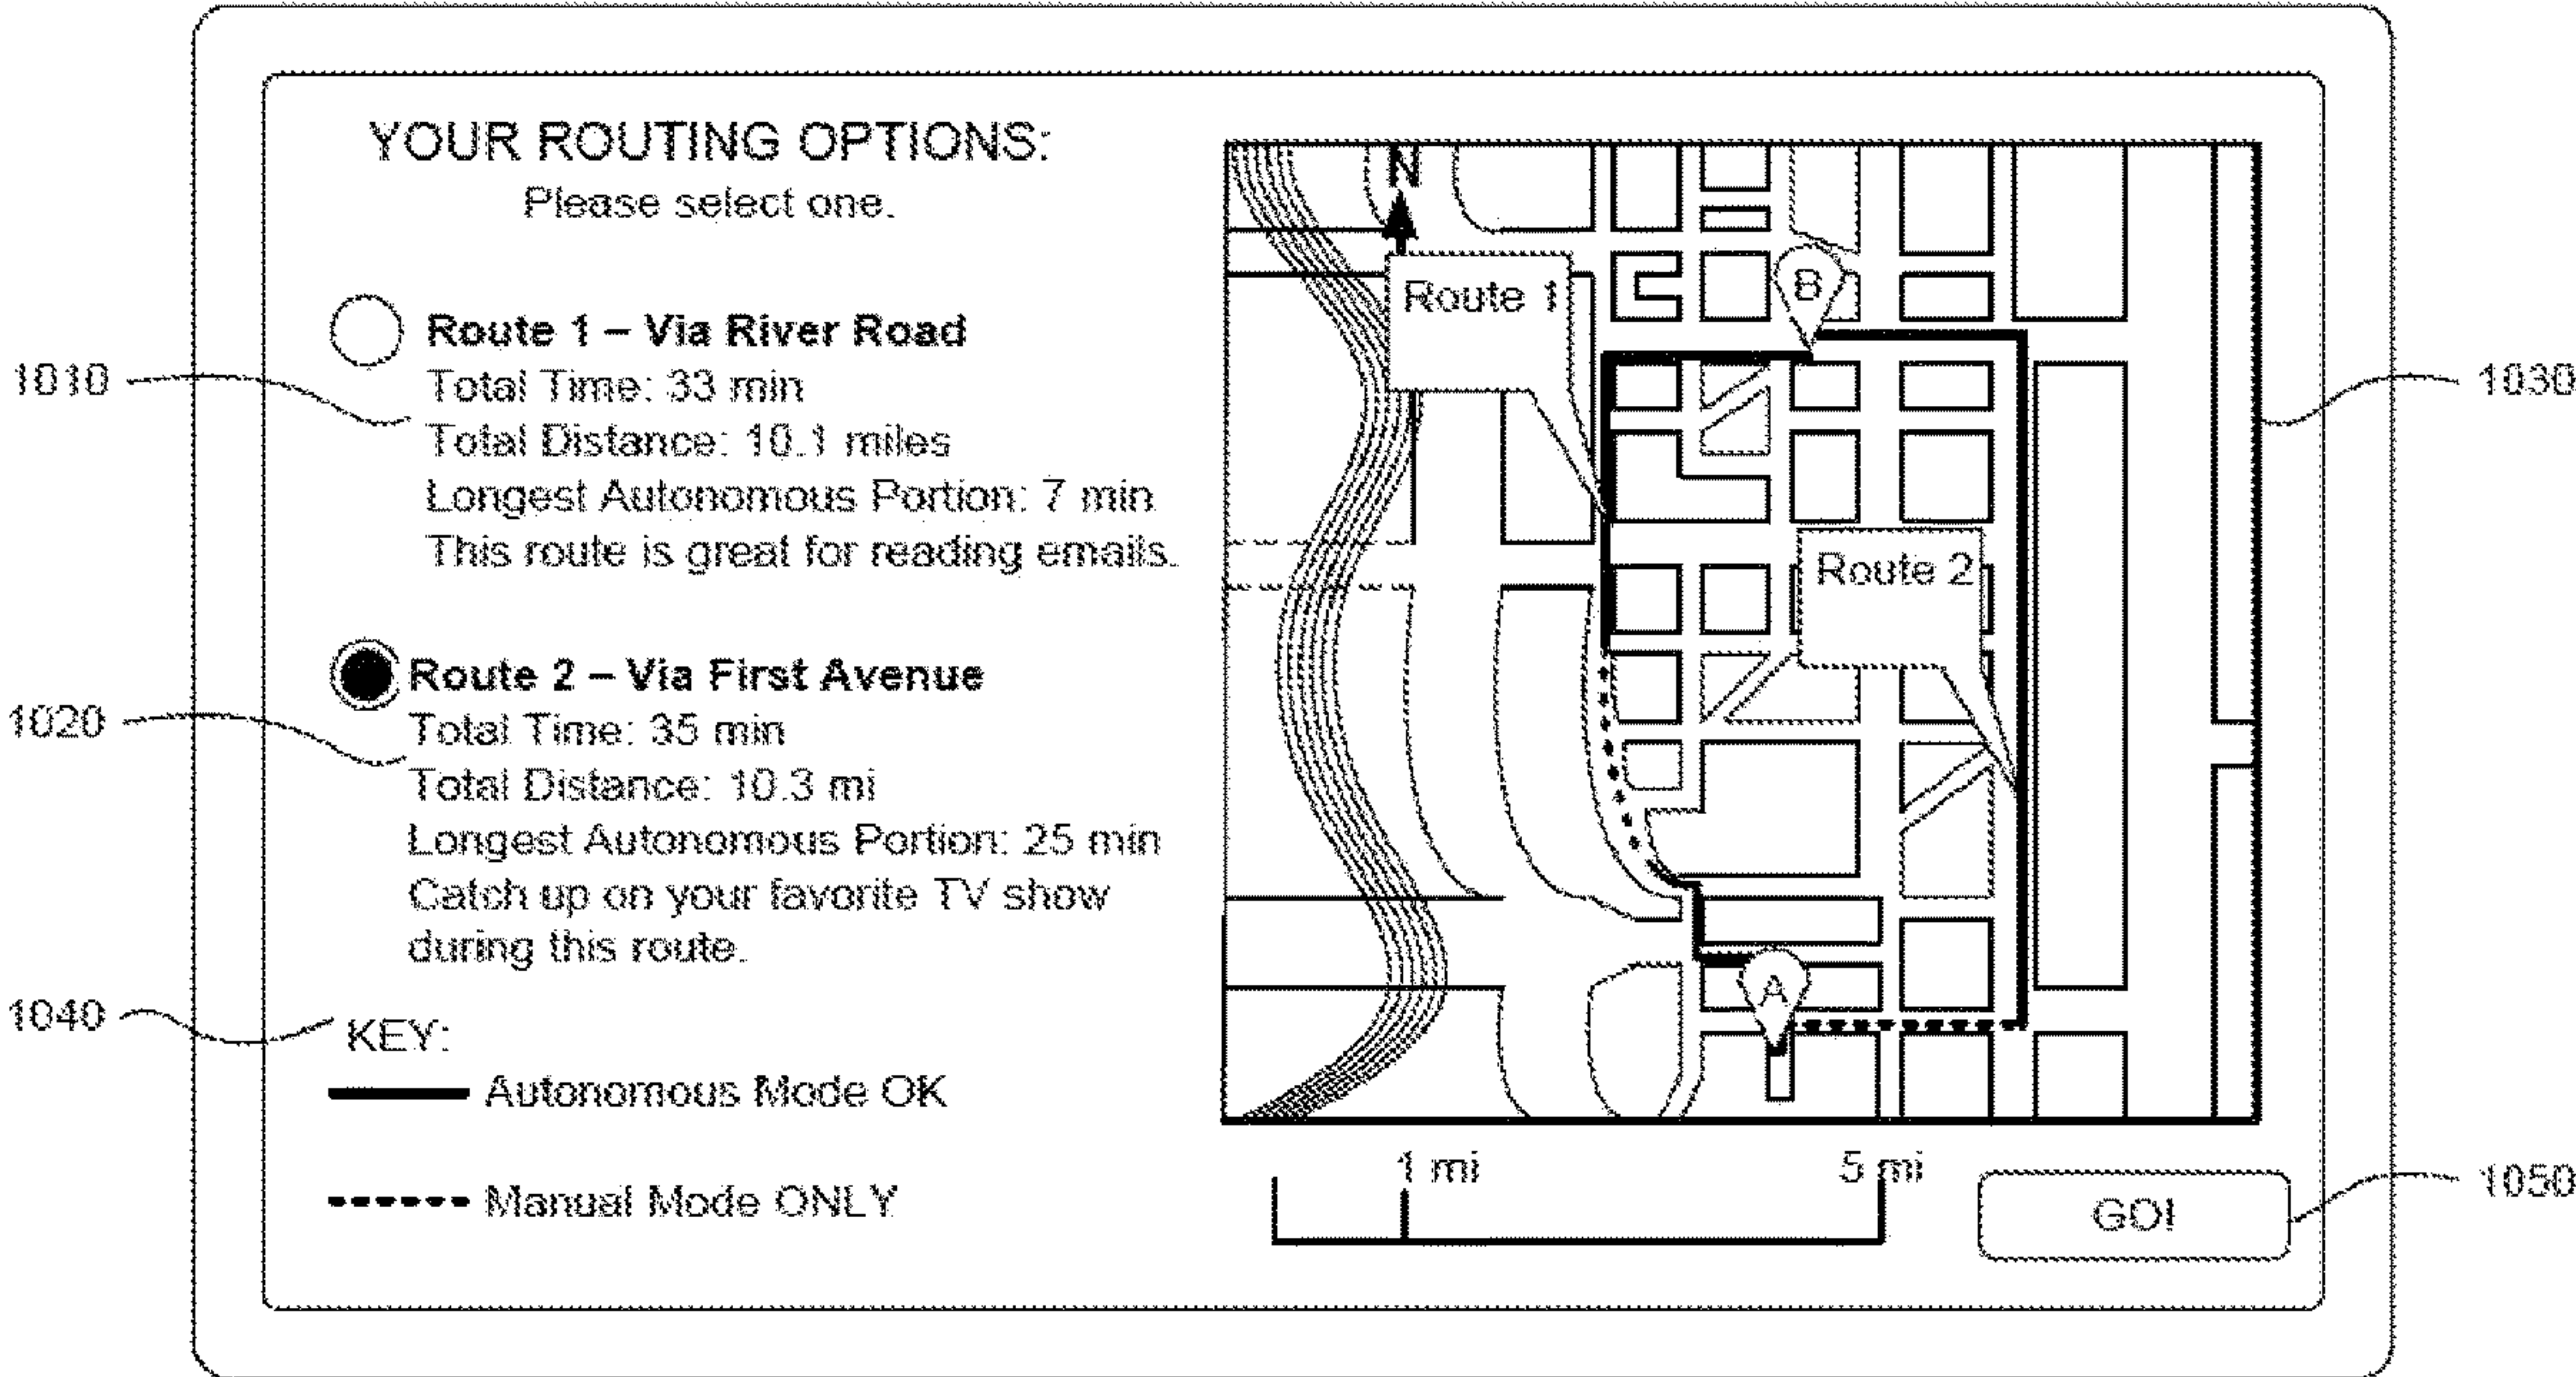 YOUR ROUTING OPTIONS:
Please select one.
Route 1 – Via River Road
Total Time: 33 min
Total Distance: 10.1 miles
Longest Autonomous Portion: 7 min
This route is great for reading emails.
Route 2 – Via First Avenue
Total Time: 35 min
Total Distance: 10.3 mi
Longest Autonomous Portion: 25 min
Catch up on your favorite TV show
during this route.
KEY:
Autonomous Mode OK
Manual Mode ONLY
1010
1020
1040
N
Route 1
B
Route 2
A
1 mi
5 mi
GO!
1030
1050